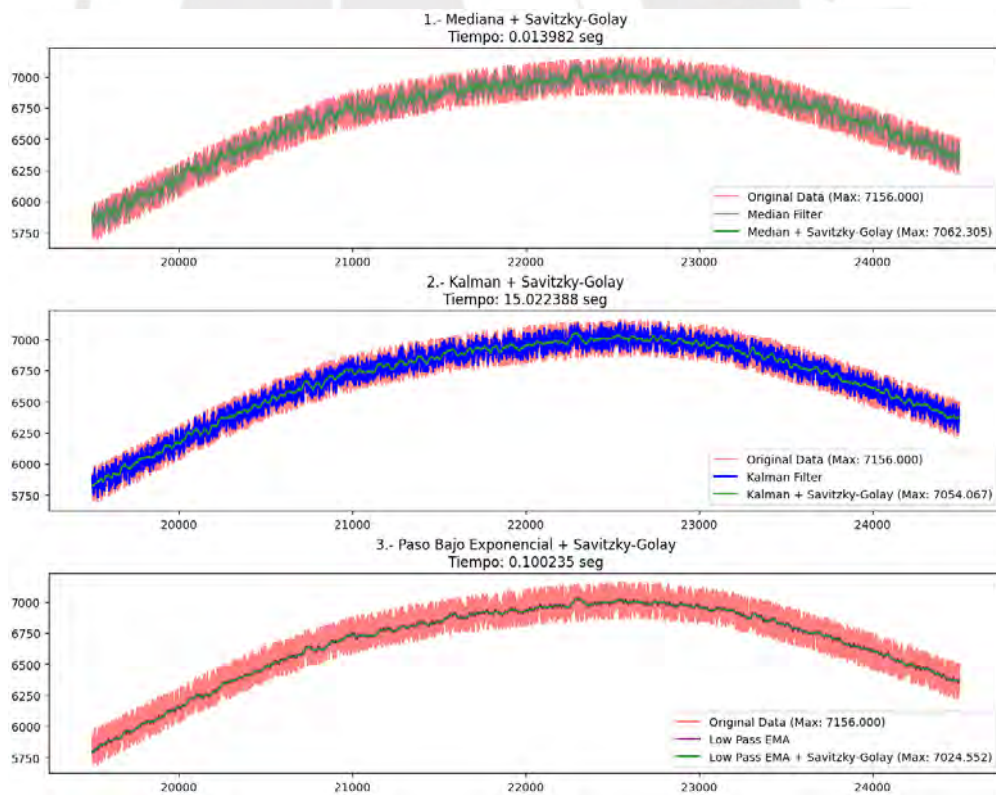 1.- Mediana + Savitzky-Golay
Tiempo: 0.013982 seg
7000
6750
6500
6250
6000
5750
Original Data (Max: 7156.000)
Median Filter
Median + Savitzky-Golay (Max: 7062.305)
20000 21000 22000 23000 24000
2.- Kalman + Savitzky-Golay
Tiempo: 15.022388 seg
7000
6750
6500
6250
6000
5750
Original Data (Max: 7156.000)
Kalman Filter
Kalman + Savitzky-Golay (Max: 7054.067)
20000 21000 22000 23000 24000
3.- Paso Bajo Exponencial + Savitzky-Golay
Tiempo: 0.100235 seg
7000
6750
6500
6250
6000
5750
Original Data (Max: 7156.000)
Low Pass EMA
Low Pass EMA + Savitzky-Golay (Max: 7024.552)
20000 21000 22000 23000 24000